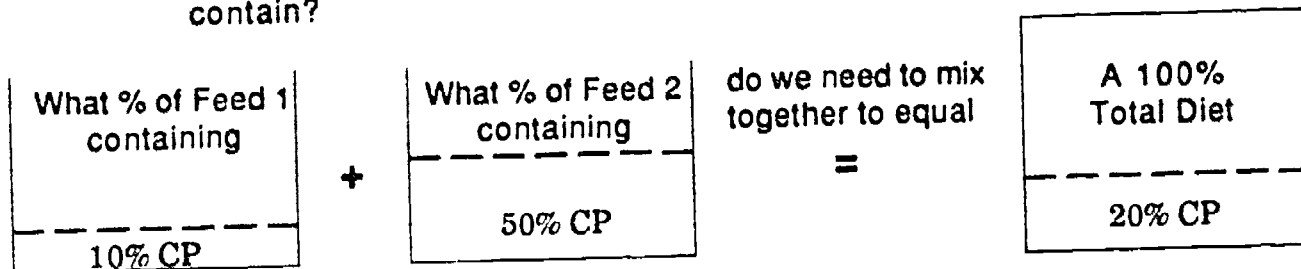 contain?
What % of Feed 1
containing
10% CP
+
What % of Feed 2
containing
50% CP
do we need to mix
together to equal
=
A 100%
Total Diet
20% CP